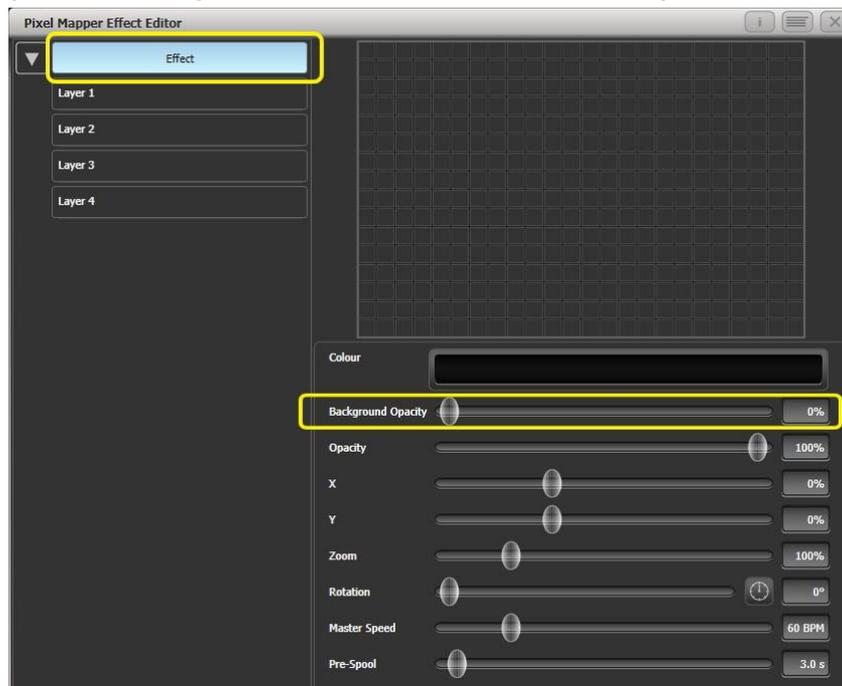 Pixel Mapper Effect Editor
Effect
Layer 1
Layer 2
Layer 3
Layer 4
Colour
Background Opacity 0%
Opacity 100%
X 0%
Y 0%
Zoom 100%
Rotation 0°
Master Speed 60 BPM
Pre-Spool 3.0 s